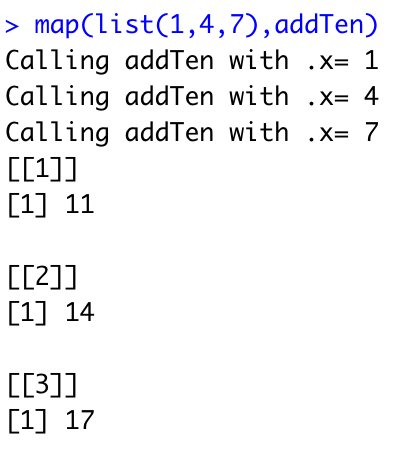 > map(list(1,4,7),addTen)
Calling addTen with .x= 1
Calling addTen with .x= 4
Calling addTen with .x= 7
[[1]]
[1] 11
[[2]]
[1] 14
[[3]]
[1] 17